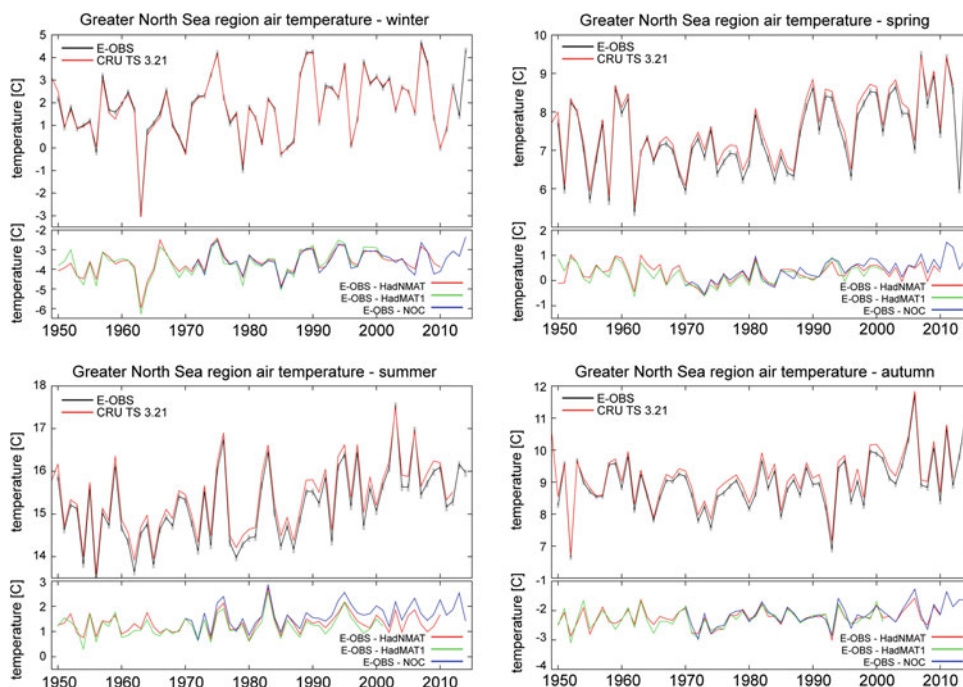 Greater North Sea region air temperature - winter
temperature [C]
5
4
3
2
1
0
-1
-2
-3
E-OBS
CRU TS 3.21
temperature [C]
-2
-3
-4
-5
-6
E-OBS - HadNMAT
E-OBS - HadMAT1
E-OBS - NOC
1950 1960 1970 1980 1990 2000 2010
Greater North Sea region air temperature - spring
temperature [C]
10
9
8
7
6
E-OBS
CRU TS 3.21
temperature [C]
2
1
0
-1
E-OBS - HadNMAT
E-OBS - HadMAT1
E-OBS - NOC
1950 1960 1970 1980 1990 2000 2010
Greater North Sea region air temperature - summer
temperature [C]
18
17
16
15
14
E-OBS
CRU TS 3.21
temperature [C]
3
2
1
0
E-OBS - HadNMAT
E-OBS - HadMAT1
E-OBS - NOC
1950 1960 1970 1980 1990 2000 2010
Greater North Sea region air temperature - autumn
temperature [C]
12
11
10
9
8
7
6
E-OBS
CRU TS 3.21
temperature [C]
-1
-2
-3
-4
E-OBS - HadNMAT
E-OBS - HadMAT1
E-OBS - NOC
1950 1960 1970 1980 1990 2000 2010